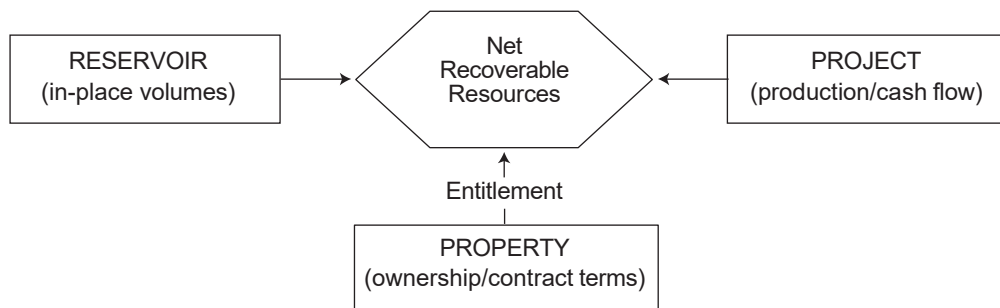 RESERVOIR
(in-place volumes)
Net
Recoverable
Resources
PROJECT
(production/cash flow)
Entitlement
PROPERTY
(ownership/contract terms)